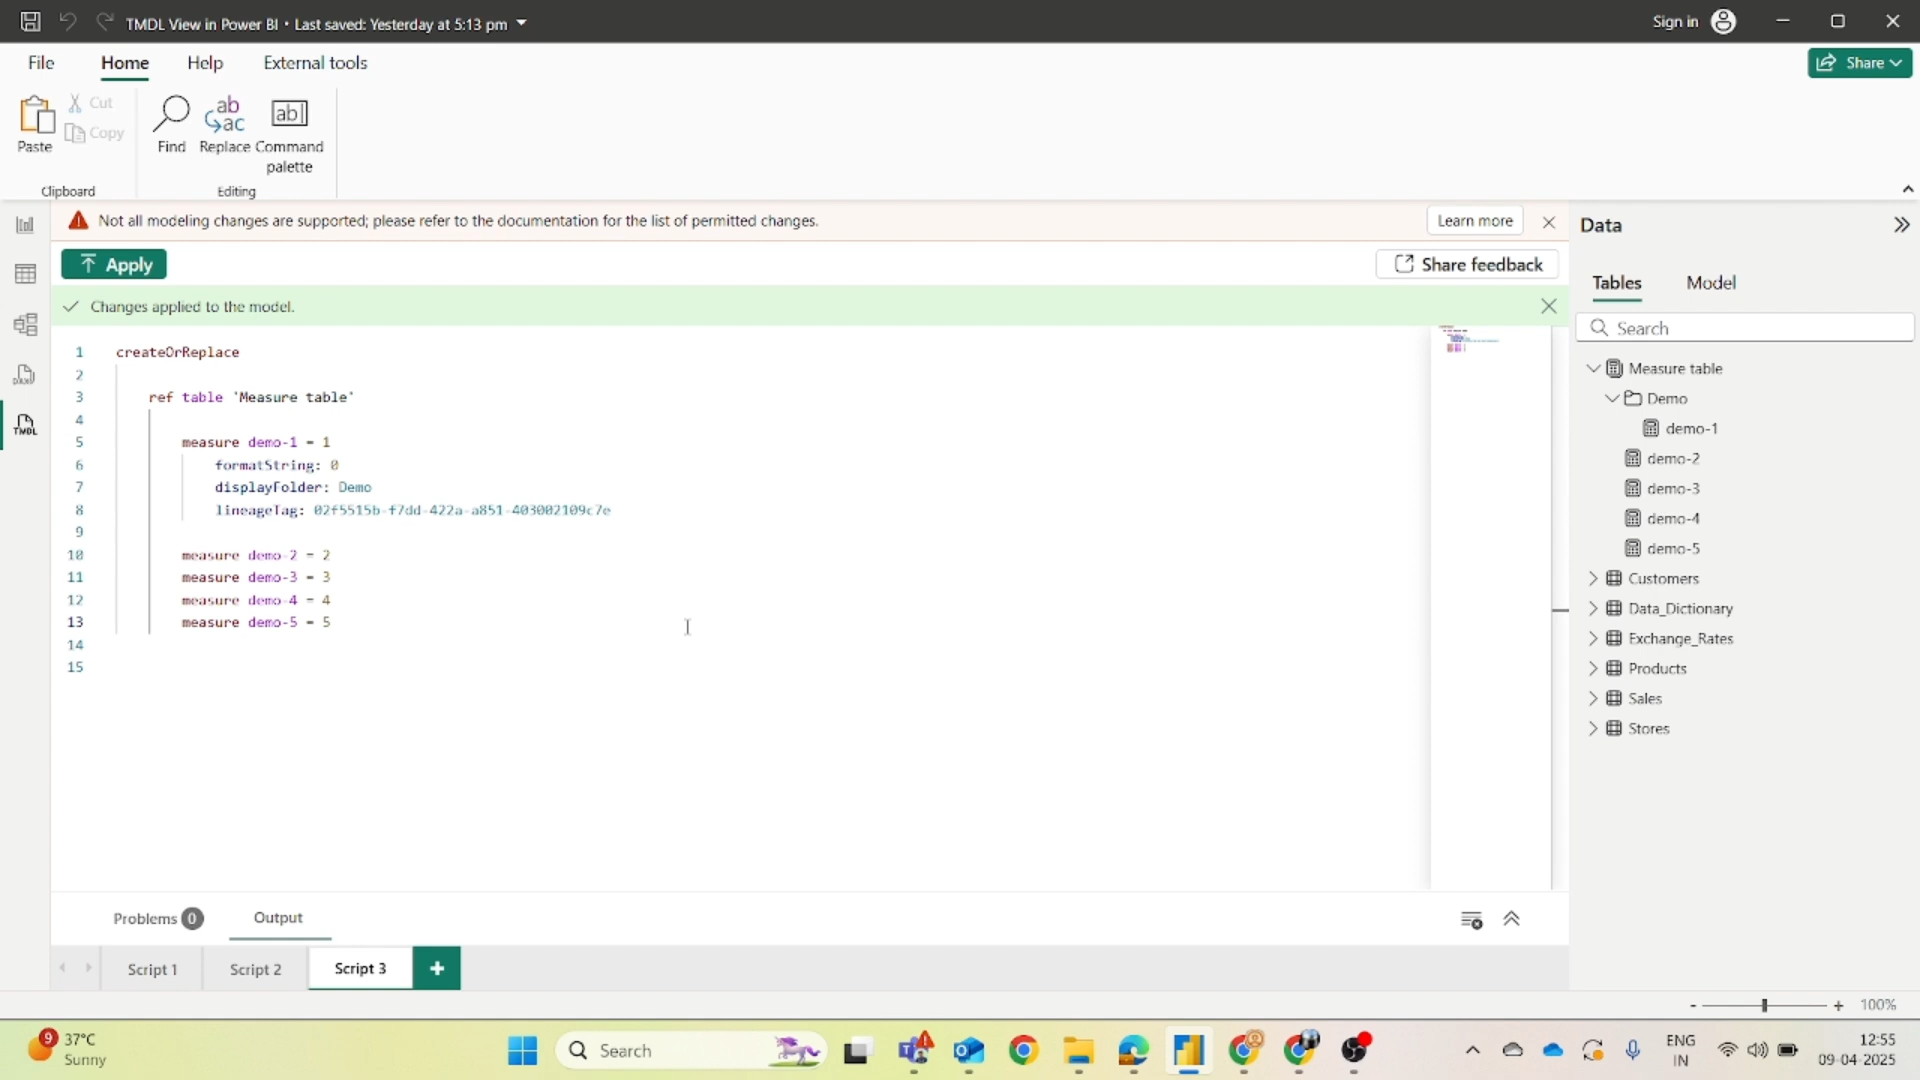 TMDL View in Power BI • Last saved: Yesterday at 5:13 pm
Sign in
File
Home
Help
External tools
Share
Paste
Cut
Copy
Find
ab
ac
Replace
ab|
Command
palette
Clipboard
Editing
Not all modeling changes are supported; please refer to the documentation for the list of permitted changes.
Learn more
Apply
Share feedback
Changes applied to the model.
DAX
TMDL
1 createOrReplace
2
3 ref table 'Measure table'
4
5 measure demo-1 = 1
6 formatString: 0
7 displayFolder: Demo
8 lineageTag: 02f5515b-f7dd-422a-a851-403002109c7e
9
10 measure demo-2 = 2
11 measure demo-3 = 3
12 measure demo-4 = 4
13 measure demo-5 = 5
14
15
Problems 0
Output
Script 1
Script 2
Script 3
+
Data
Tables
Model
Search
Measure table
Demo
demo-1
demo-2
demo-3
demo-4
demo-5
Customers
Data_Dictionary
Exchange_Rates
Products
Sales
Stores
- + 100%
9
37°C
Sunny
Search
ENG
IN
12:55
09-04-2025